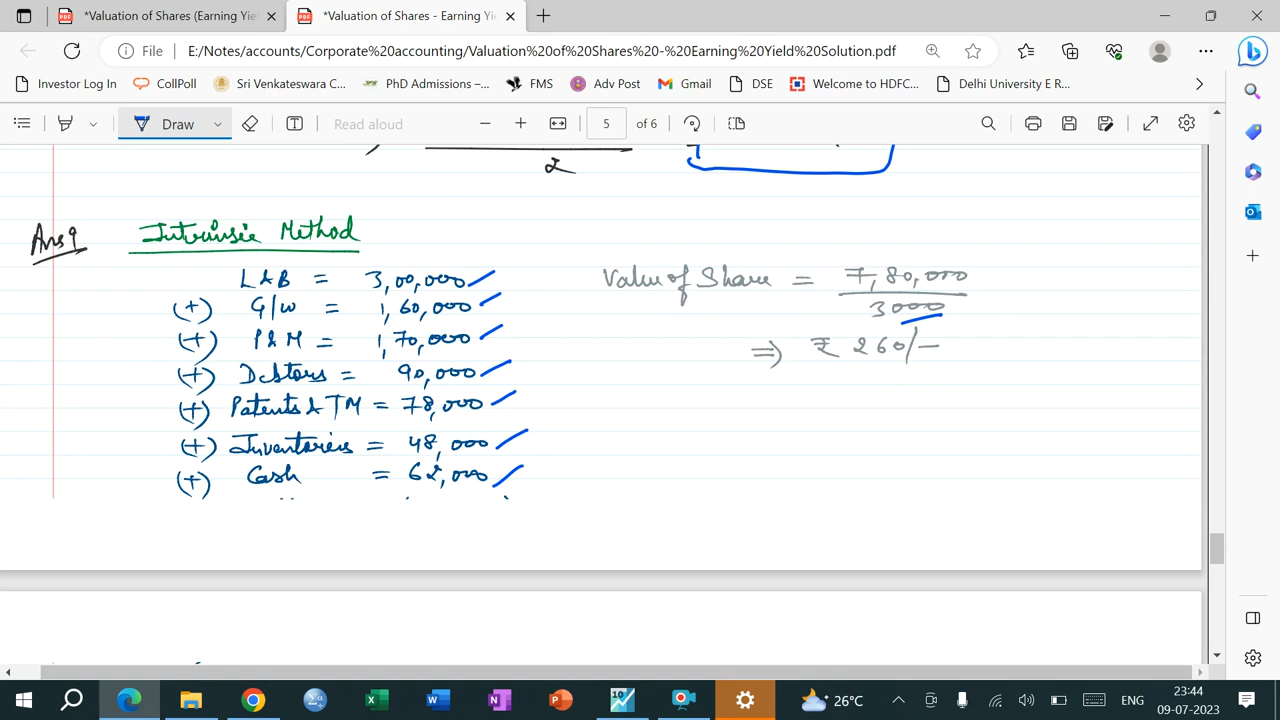 *Valuation of Shares (Earning Yie
*Valuation of Shares - Earning Yi
File E:/Notes/accounts/Corporate%20accounting/Valuation%20of%20Shares%20-%20Earning%20Yield%20Solution.pdf
Investor Log In CollPoll Sri Venkateswara C... PhD Admissions –... FMS Adv Post Gmail DSE Welcome to HDFC... Delhi University E R...
Draw Read aloud 5 of 6
2
Ans 9 Intrinsic Method
L&B = 3,00,000
(+) G/W = 1,60,000
(+) P&M = 1,70,000
(+) Debtors = 90,000
(+) Patents & TM = 78,000
(+) Inventories = 48,000
(+) Cash = 62,000
Value of Share = 7,80,000
3000
⇒ ₹ 260/-
26°C ENG 23:44
09-07-2023